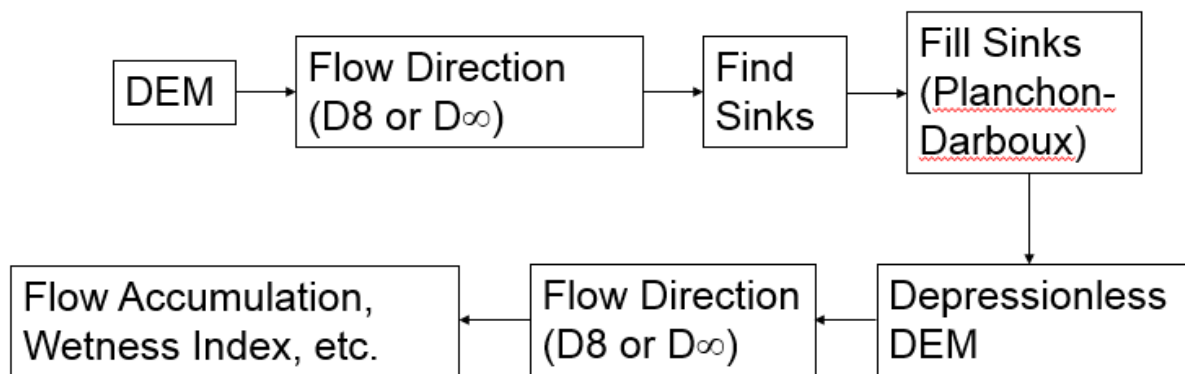 DEM
Flow Direction
(D8 or D∞)
Find
Sinks
Fill Sinks
(Planchon-
Darboux)
Depressionless
DEM
Flow Direction
(D8 or D∞)
Flow Accumulation,
Wetness Index, etc.